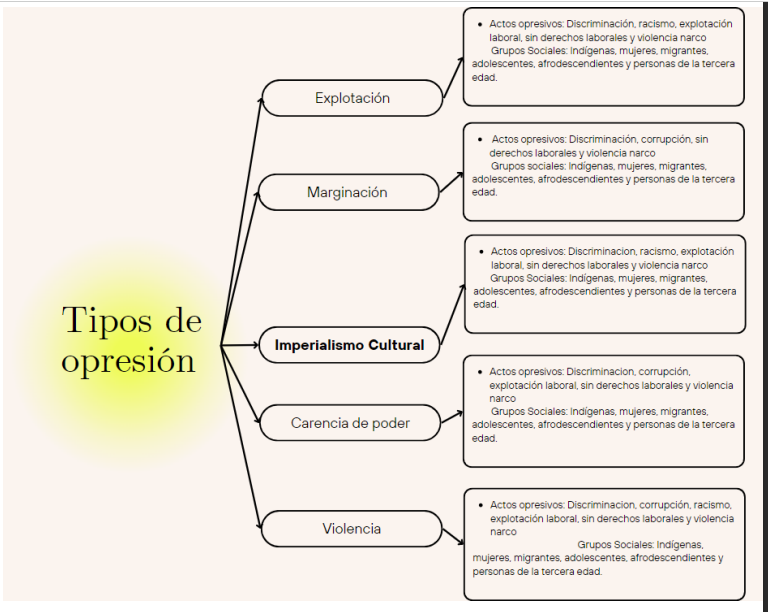 Tipos de
opresión
Explotación
• Actos opresivos: Discriminación, racismo, explotación
laboral, sin derechos laborales y violencia narco
Grupos Sociales: Indígenas, mujeres, migrantes,
adolescentes, afrodescendientes y personas de la tercera
edad.
Marginación
• Actos opresivos: Discriminación, corrupción, sin
derechos laborales y violencia narco
Grupos sociales: Indígenas, mujeres, migrantes,
adolescentes, afrodescendientes y personas de la tercera
edad.
Imperialismo Cultural
• Actos opresivos: Discriminacion, racismo, explotación
laboral, sin derechos laborales y violencia narco
Grupos Sociales: Indígenas, mujeres, migrantes,
adolescentes, afrodescendientes y personas de la tercera
edad.
Carencia de poder
• Actos opresivos: Discriminacion, corrupción,
explotación laboral, sin derechos laborales y violencia
narco
Grupos Sociales: Indígenas, mujeres, migrantes,
adolescentes, afrodescendientes y personas de la tercera
edad.
Violencia
• Actos opresivos: Discriminacion, corrupción, racismo,
explotación laboral, sin derechos laborales y violencia
narco
Grupos Sociales: Indígenas,
mujeres, migrantes, adolescentes, afrodescendientes y
personas de la tercera edad.